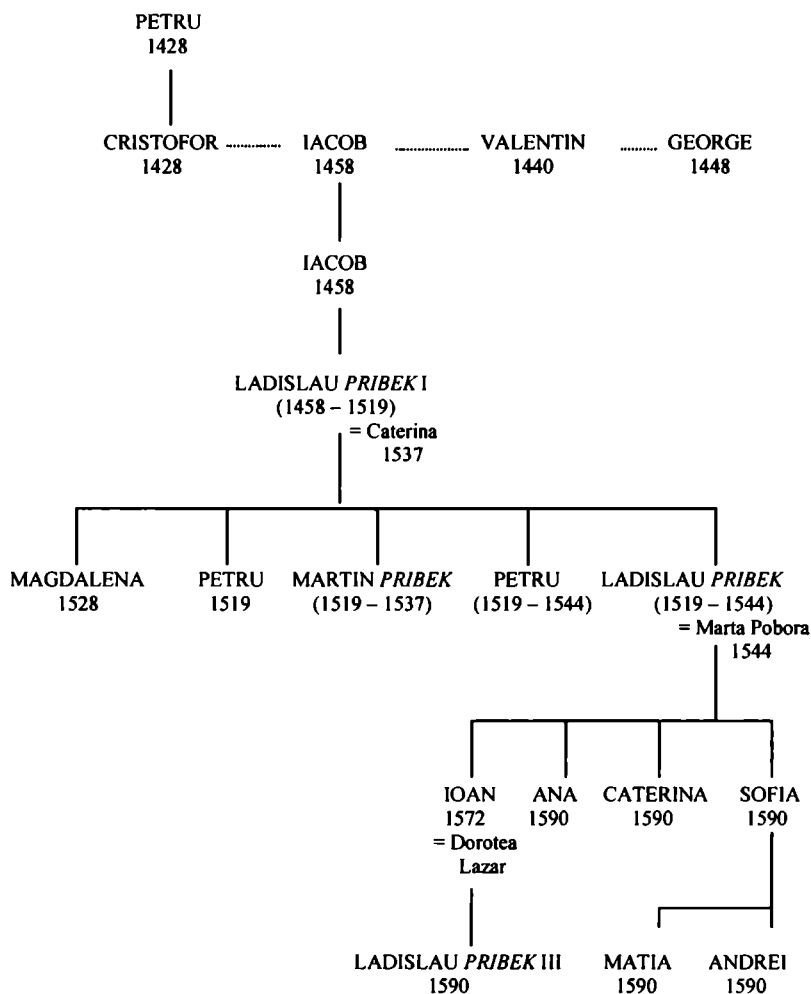 PETRU
1428
CRISTOFOR IACOB VALENTIN GEORGE
1428 1458 1440 1448
IACOB
1458
LADISLAU PRIBEK I
(1458 – 1519)
= Caterina
1537
MAGDALENA PETRU MARTIN PRIBEK PETRU LADISLAU PRIBEK
1528 1519 (1519 – 1537) (1519 – 1544) (1519 – 1544)
= Marta Pobora
1544
IOAN ANA CATERINA SOFIA
1572 1590 1590 1590
= Dorotea
Lazar
LADISLAU PRIBEK III MATIA ANDREI
1590 1590 1590